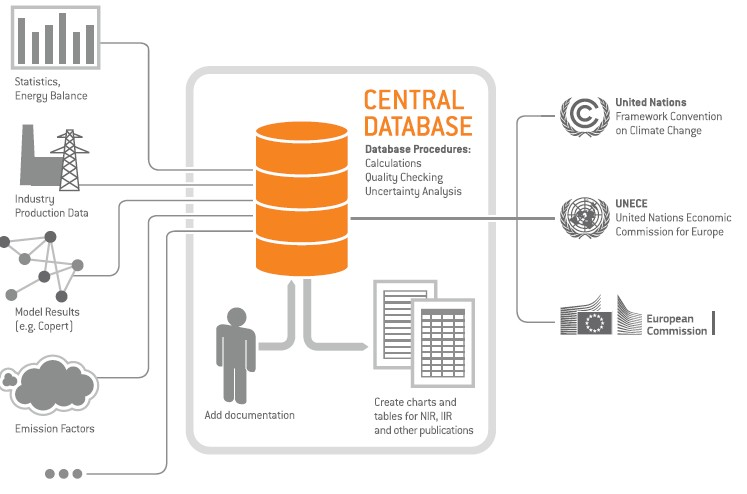 Statistics,
Energy Balance
Industry
Production Data
Model Results
(e.g. Copert)
Emission Factors
CENTRAL
DATABASE
Database Procedures:
Calculations
Quality Checking
Uncertainty Analysis
Add documentation
Create charts and
tables for NIR, IIR
and other publications
United Nations
Framework Convention
on Climate Change
UNECE
United Nations Economic
Commission for Europe
European
Commission